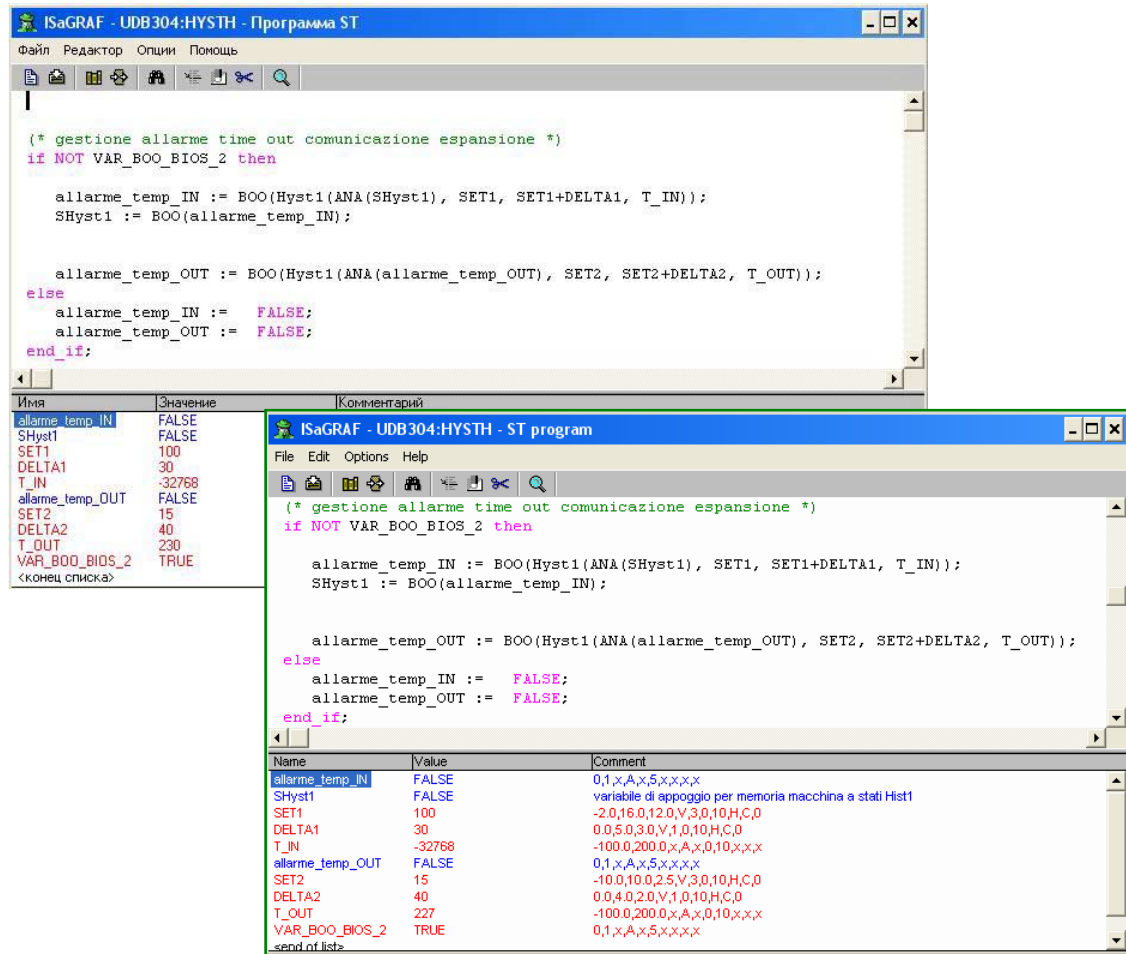 ISaGRAF - UDB304:HYSTH - Программа ST
Файл Редактор Опции Помощь
(* gestione allarme time out comunicazione espansione *)
if NOT VAR_BOO_BIOS_2 then
allarme_temp_IN := BOO(Hyst1(ANA(SHyst1), SET1, SET1+DELTA1, T_IN));
SHyst1 := BOO(allarme_temp_IN);
allarme_temp_OUT := BOO(Hyst1(ANA(allarme_temp_OUT), SET2, SET2+DELTA2, T_OUT));
else
allarme_temp_IN := FALSE;
allarme_temp_OUT := FALSE;
end_if;
Имя Значение Комментарий
allarme_temp_IN FALSE
SHyst1 FALSE
SET1 100
DELTA1 30
T_IN -32768
allarme_temp_OUT FALSE
SET2 15
DELTA2 40
T_OUT 230
VAR_BOO_BIOS_2 TRUE
<конец списка>
ISaGRAF - UDB304:HYSTH - ST program
File Edit Options Help
(* gestione allarme time out comunicazione espansione *)
if NOT VAR_BOO_BIOS_2 then
allarme_temp_IN := BOO(Hyst1(ANA(SHyst1), SET1, SET1+DELTA1, T_IN));
SHyst1 := BOO(allarme_temp_IN);
allarme_temp_OUT := BOO(Hyst1(ANA(allarme_temp_OUT), SET2, SET2+DELTA2, T_OUT));
else
allarme_temp_IN := FALSE;
allarme_temp_OUT := FALSE;
end_if;
Name Value Comment
allarme_temp_IN FALSE 0,1,x,A,x,5,x,x,x,x
SHyst1 FALSE variabile di appoggio per memoria macchina a stati Hist1
SET1 100 -2.0,16.0,12.0,V,3,0,10,H,C,0
DELTA1 30 0.0,5.0,3.0,V,1,0,10,H,C,0
T_IN -32768 -100.0,200.0,x,A,x,0,10,x,x,x
allarme_temp_OUT FALSE 0,1,x,A,x,5,x,x,x,x
SET2 15 -10.0,10.0,2.5,V,3,0,10,H,C,0
DELTA2 40 0.0,4.0,2.0,V,1,0,10,H,C,0
T_OUT 227 -100.0,200.0,x,A,x,0,10,x,x,x
VAR_BOO_BIOS_2 TRUE 0,1,x,A,x,5,x,x,x,x
<end of list>